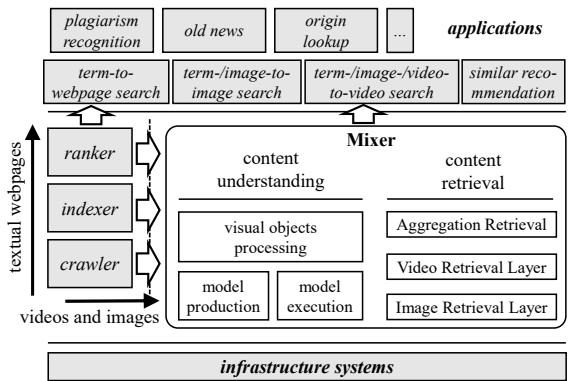 plagiarism
recognition
old news
origin
lookup
...
applications
term-to-
webpage search
term-/image-to-
image search
term-/image-/video-
to-video search
similar reco-
mmendation
textual webpages
ranker
indexer
crawler
videos and images
Mixer
content
understanding
visual objects
processing
model
production
model
execution
content
retrieval
Aggregation Retrieval
Video Retrieval Layer
Image Retrieval Layer
infrastructure systems